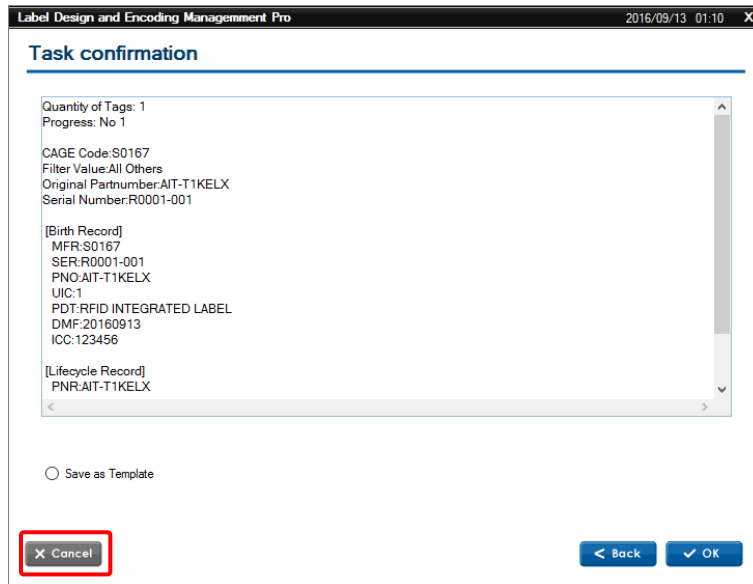 Label Design and Encoding Managemment Pro 2016/09/13 01:10 X
Task confirmation
Quantity of Tags: 1
Progress: No 1
CAGE Code:S0167
Filter Value:All Others
Original Partnumber:AIT-T1KELX
Serial Number:R0001-001
[Birth Record]
MFR:S0167
SER:R0001-001
PNO:AIT-T1KELX
UIC:1
PDT:RFID INTEGRATED LABEL
DMF:20160913
ICC:123456
[Lifecycle Record]
PNR:AIT-T1KELX
Save as Template
Cancel Back OK